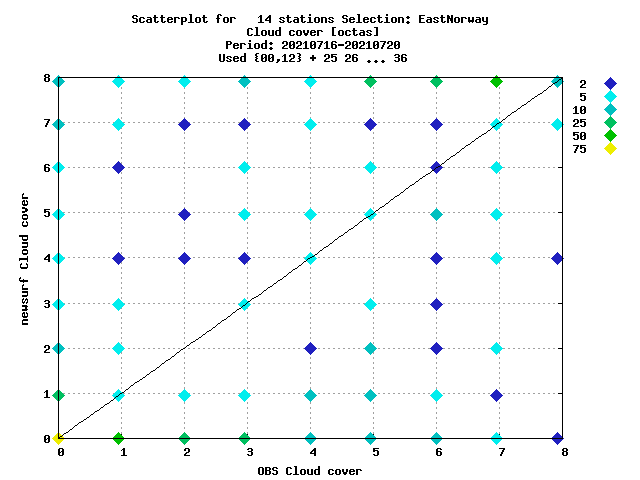 Scatterplot for   14 stations Selection: EastNorway
Cloud cover [octas]
Period: 20210716-20210720
Used {00,12} + 25 26 ... 36
2
5
10
25
50
75
8
7
6
5
4
3
2
1
0
newsurf Cloud cover
0 1 2 3 4 5 6 7 8
OBS Cloud cover